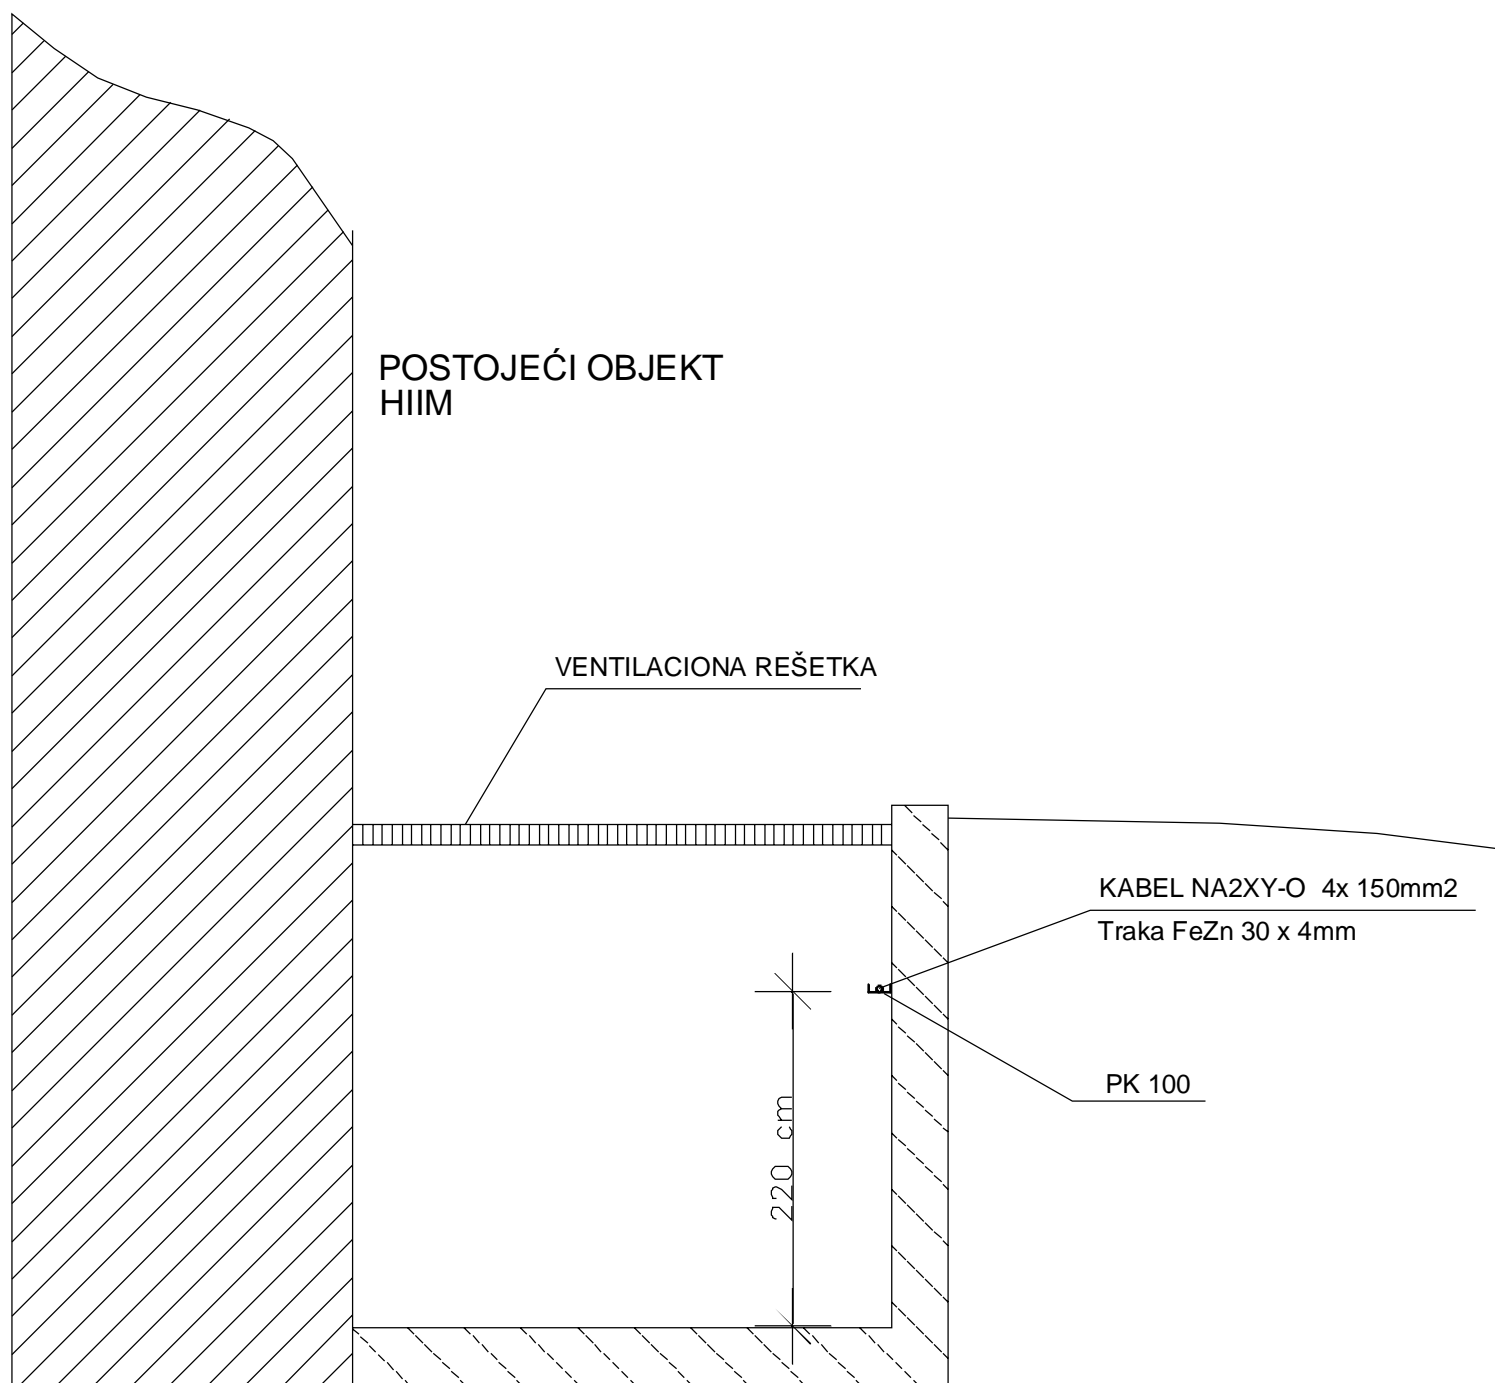 POSTOJEĆI OBJEKT
HIIM
VENTILACIONA REŠETKA
KABEL NA2XY-O  4x 150mm2
Traka FeZn 30 x 4mm
PK 100
220 cm